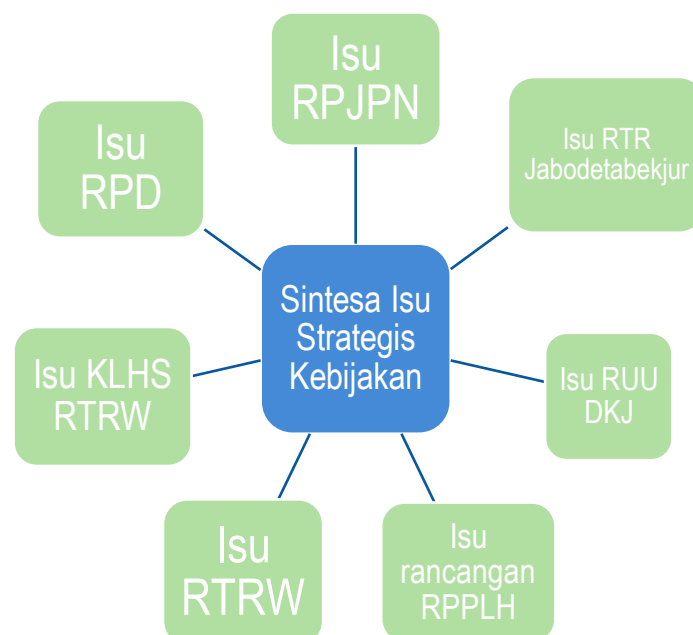 Isu
RPJPN
Isu RTR
Jabodetabekjur
Isu RUU
DKJ
Isu
rancangan
RPPLH
Isu
RTRW
Isu KLHS
RTRW
Isu
RPD
Sintesa Isu
Strategis
Kebijakan